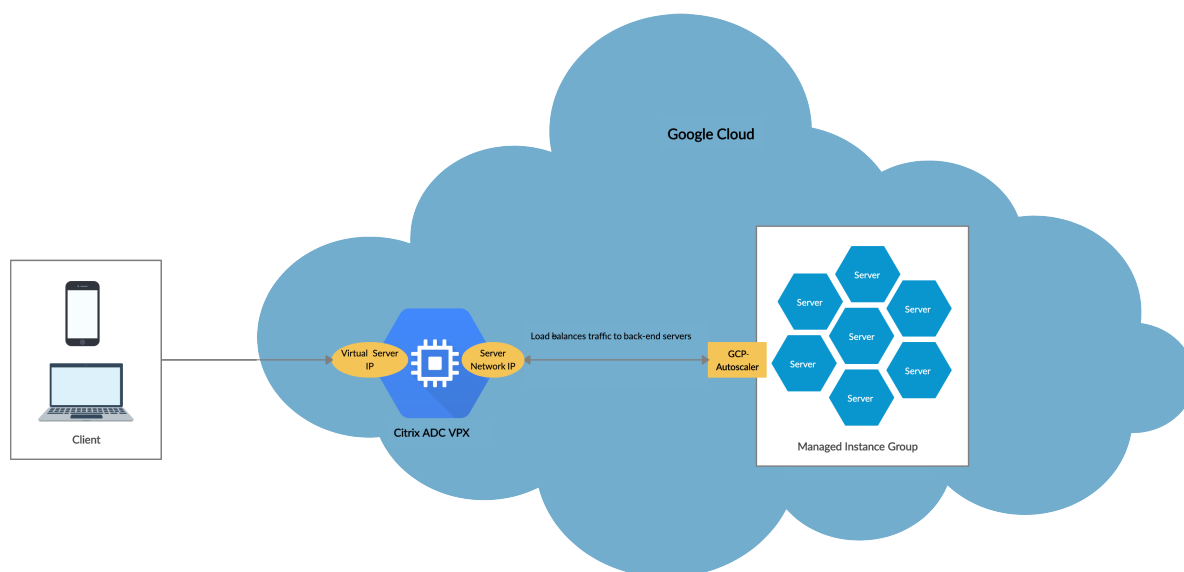 Google Cloud
Client
Virtual Server
IP
Server
Network IP
Citrix ADC VPX
Load balances traffic to back-end servers
GCP-
Autoscaler
Server
Server
Server
Server
Server
Server
Server
Managed Instance Group